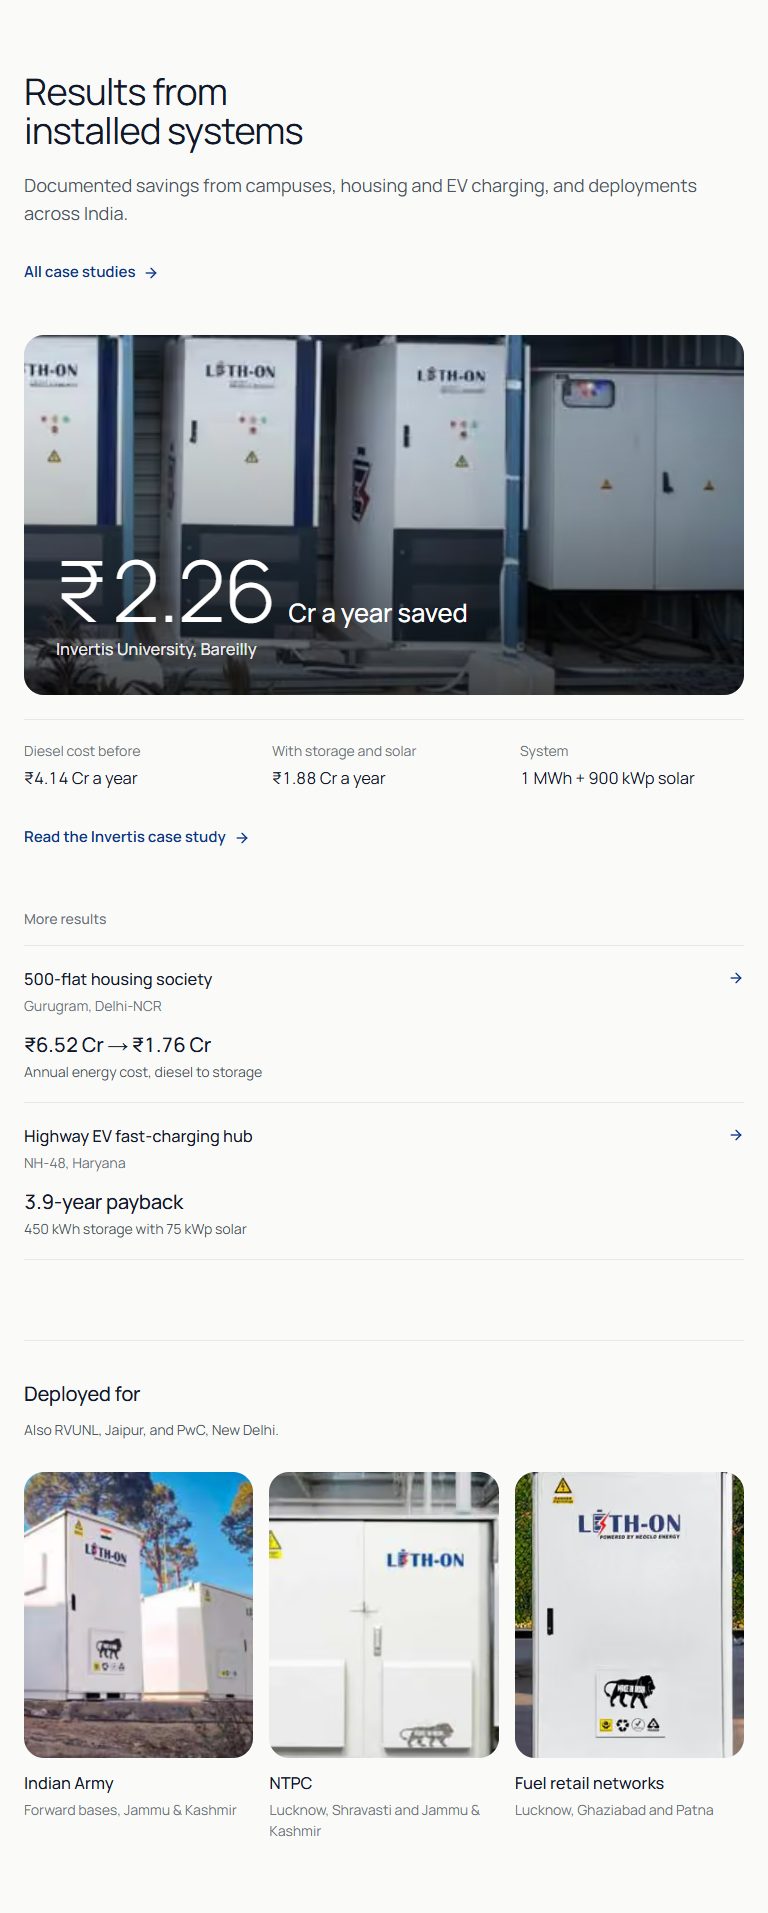 Results from
installed systems
Documented savings from campuses, housing and EV charging, and deployments
across India.
All case studies →
TH-ON
LITH-ON
LITH-ON
₹2.26 Cr a year saved
Invertis University, Bareilly
Diesel cost before
₹4.14 Cr a year
With storage and solar
₹1.88 Cr a year
System
1 MWh + 900 kWp solar
Read the Invertis case study →
More results
500-flat housing society →
Gurugram, Delhi-NCR
₹6.52 Cr → ₹1.76 Cr
Annual energy cost, diesel to storage
Highway EV fast-charging hub →
NH-48, Haryana
3.9-year payback
450 kWh storage with 75 kWp solar
Deployed for
Also RVUNL, Jaipur, and PwC, New Delhi.
LITH-ON
LITH-ON
LITH-ON
POWERED BY NEOCLO ENERGY
MAKE IN INDIA
Indian Army
Forward bases, Jammu & Kashmir
NTPC
Lucknow, Shravasti and Jammu &
Kashmir
Fuel retail networks
Lucknow, Ghaziabad and Patna